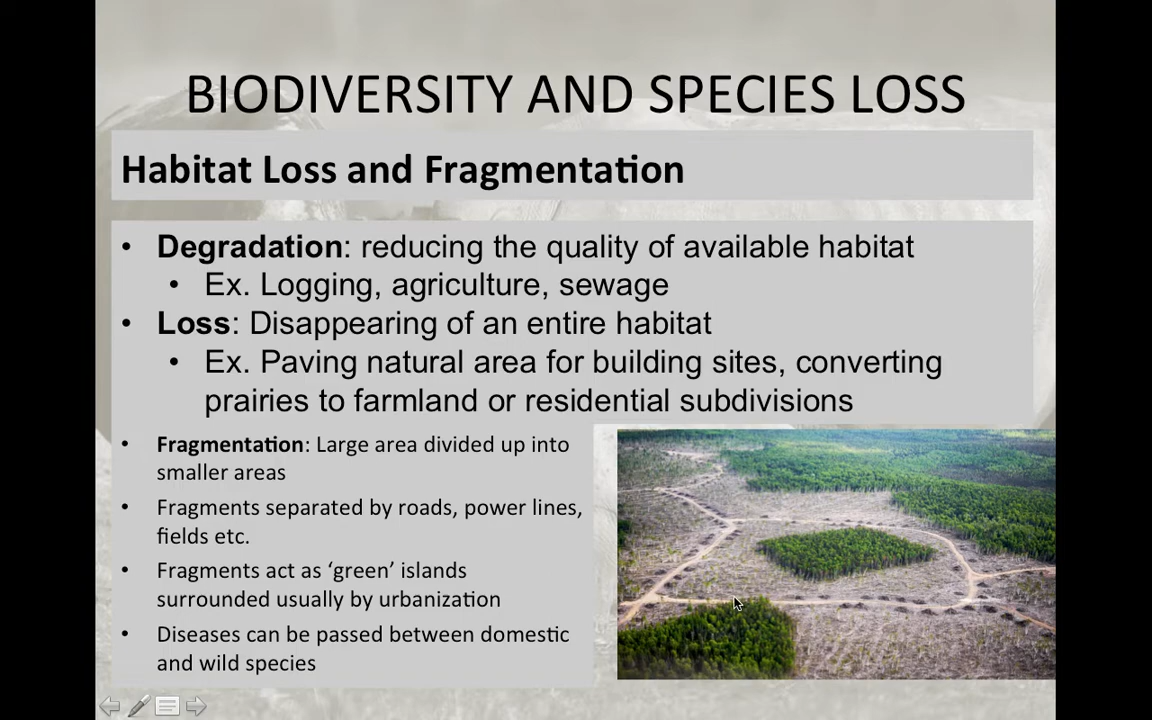 BIODIVERSITY AND SPECIES LOSS
Habitat Loss and Fragmentation
• Degradation: reducing the quality of available habitat
• Ex. Logging, agriculture, sewage
• Loss: Disappearing of an entire habitat
• Ex. Paving natural area for building sites, converting
prairies to farmland or residential subdivisions
• Fragmentation: Large area divided up into
smaller areas
• Fragments separated by roads, power lines,
fields etc.
• Fragments act as ‘green’ islands
surrounded usually by urbanization
• Diseases can be passed between domestic
and wild species